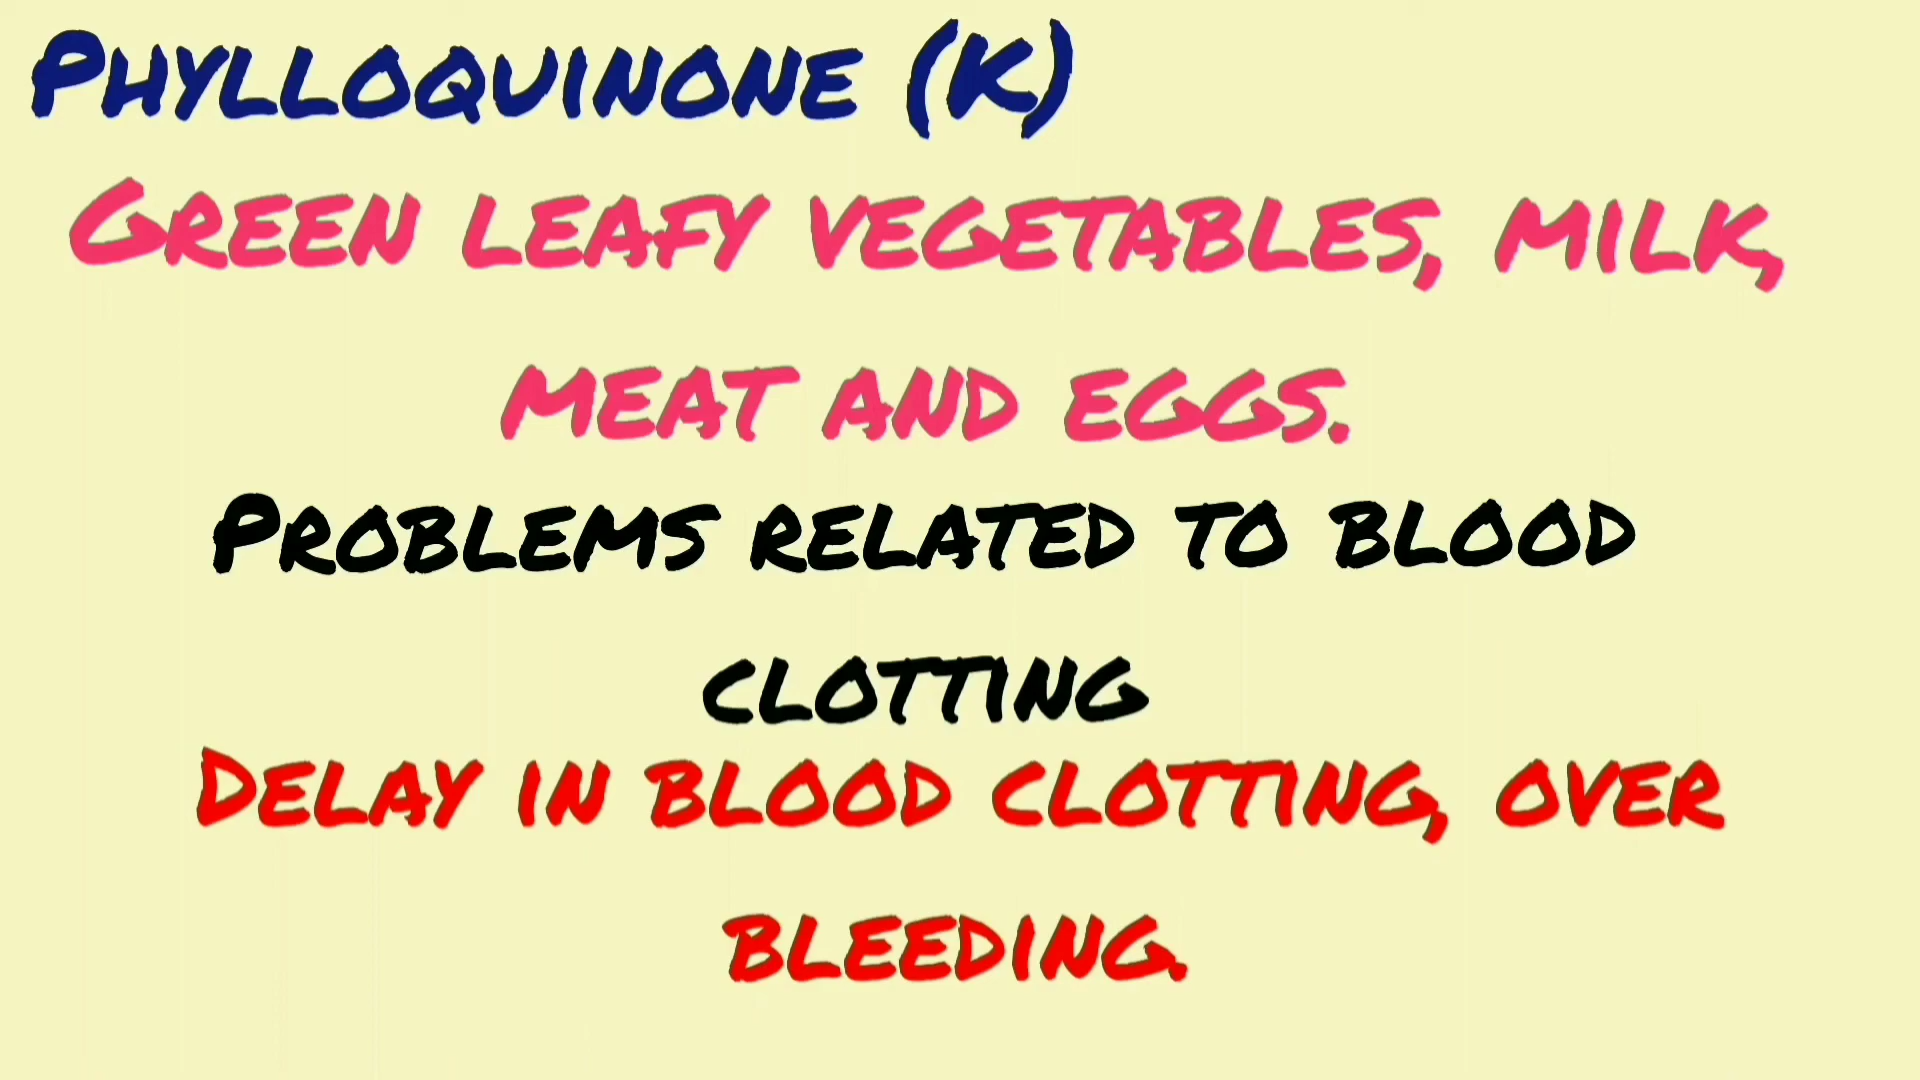 Phylloquinone (K)
Green leafy vegetables, milk,
meat and eggs.
Problems related to blood
clotting
Delay in blood clotting, over
bleeding.